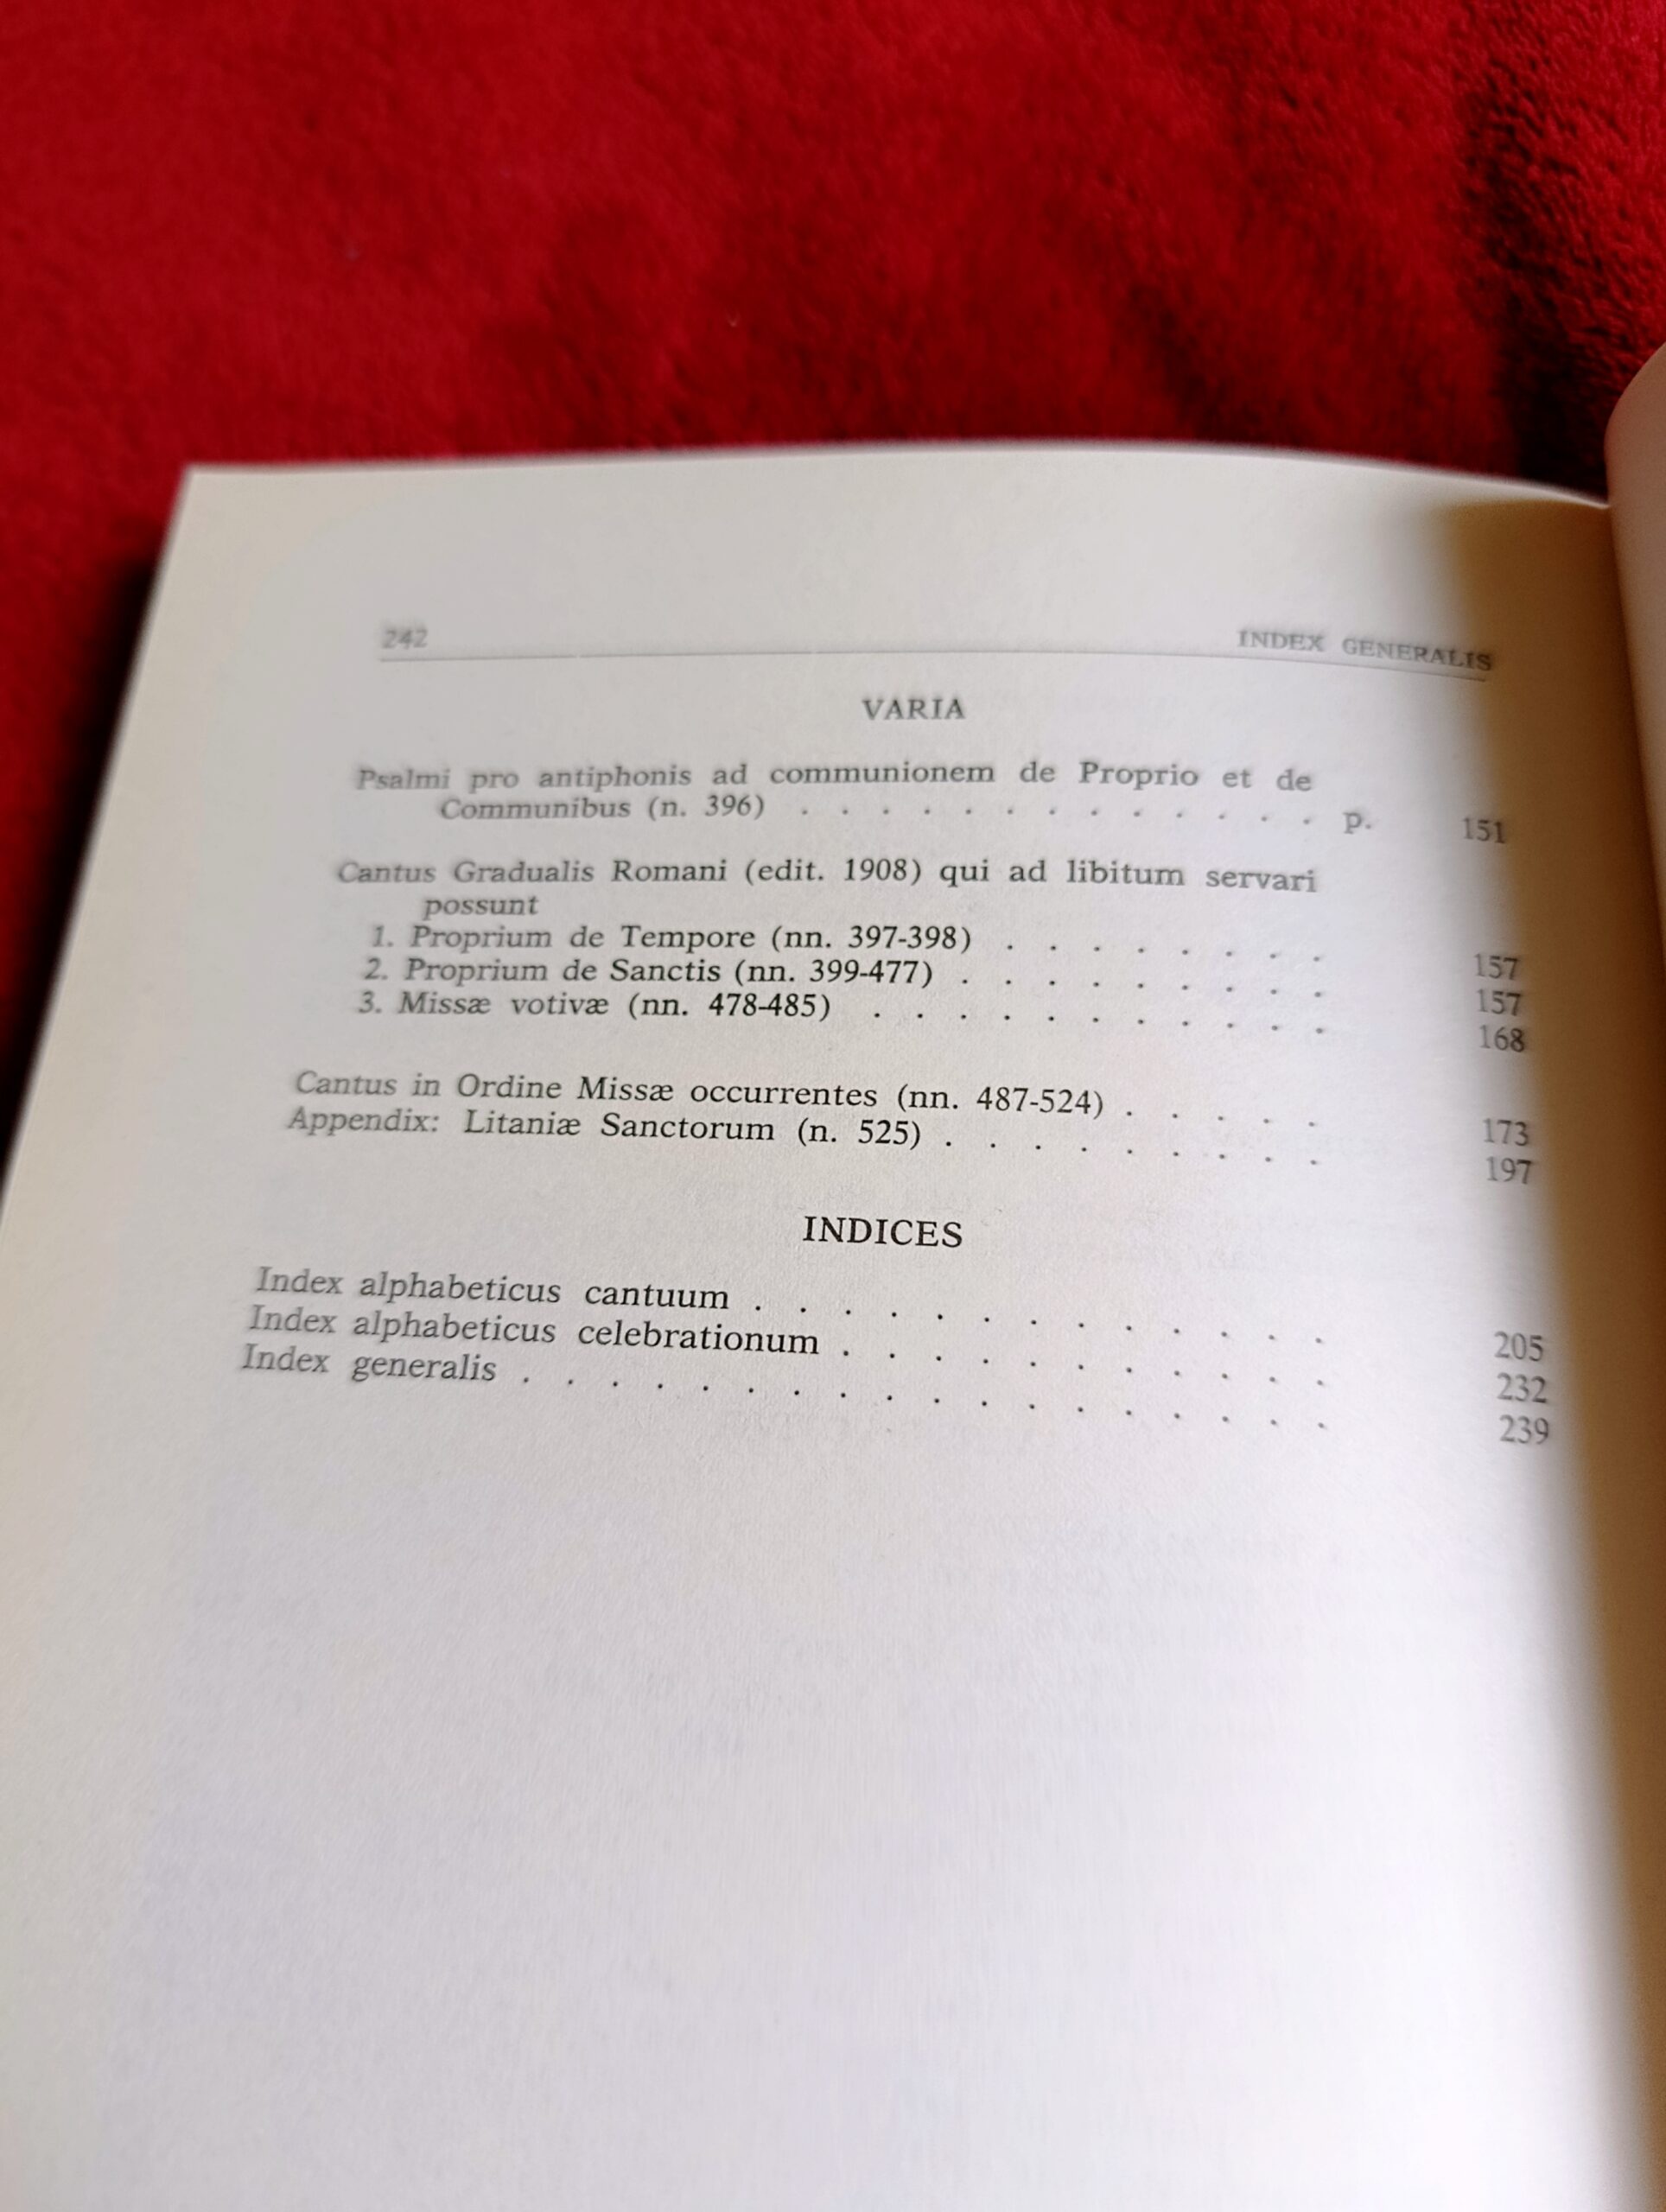 242 INDEX GENERALIS
VARIA
Psalmi pro antiphonis ad communionem de Proprio et de
Communibus (n. 396) . . . . . . . . . . . . p. 151
Cantus Gradualis Romani (edit. 1908) qui ad libitum servari
possunt
1. Proprium de Tempore (nn. 397-398) . . . . . . . . 157
2. Proprium de Sanctis (nn. 399-477) . . . . . . . . . 157
3. Missæ votivæ (nn. 478-485) . . . . . . . . . . . 168
Cantus in Ordine Missæ occurrentes (nn. 487-524) . . . . . 173
Appendix: Litaniæ Sanctorum (n. 525) . . . . . . . . . 197
INDICES
Index alphabeticus cantuum . . . . . . . . . . . . . 205
Index alphabeticus celebrationum . . . . . . . . . . . 232
Index generalis . . . . . . . . . . . . . . . . . . 239